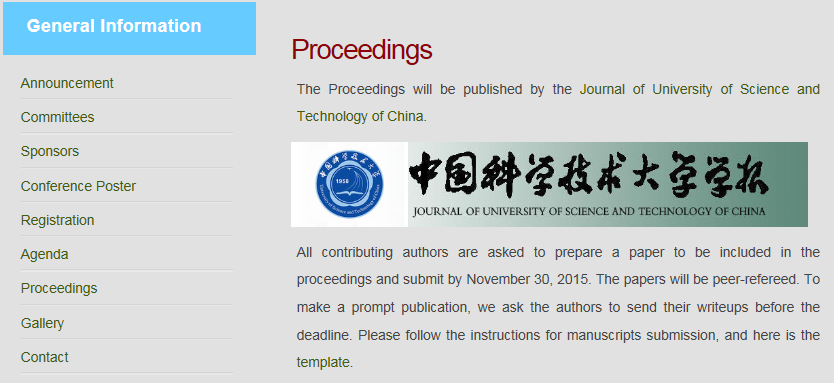 General Information
Announcement
Committees
Sponsors
Conference Poster
Registration
Agenda
Proceedings
Gallery
Contact
Proceedings
The Proceedings will be published by the Journal of University of Science and
Technology of China.
1958
中国科学技术大学学报
JOURNAL OF UNIVERSITY OF SCIENCE AND TECHNOLOGY OF CHINA
All contributing authors are asked to prepare a paper to be included in the
proceedings and submit by November 30, 2015. The papers will be peer-refereed. To
make a prompt publication, we ask the authors to send their writeups before the
deadline. Please follow the instructions for manuscripts submission, and here is the
template.